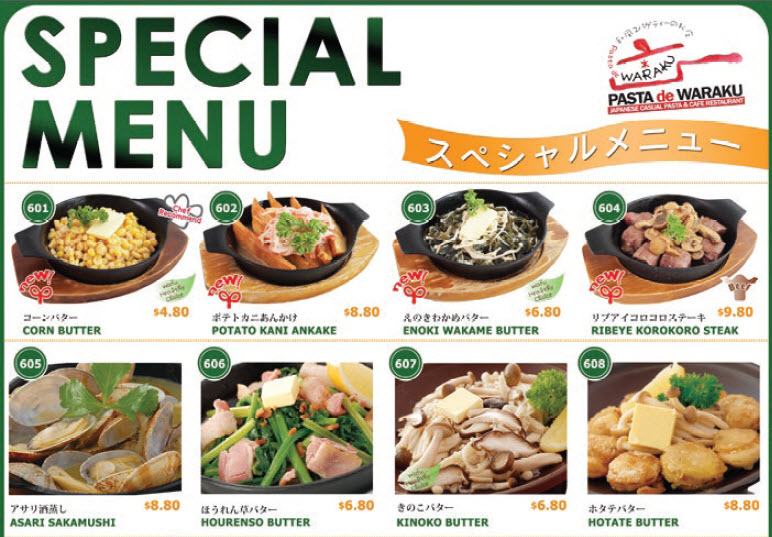 SPECIAL
MENU
WARAKU
PASTA de WARAKU
JAPANESE CASUAL PASTA & CAFE RESTAURANT
スペシャルメニュー
601
Chef
Recommend
new!
コーンバター
$4.80
CORN BUTTER
602
new!
ポテトカニあんかけ
$8.80
POTATO KANI ANKAKE
603
new!
えのきわかめバター
$6.80
ENOKI WAKAME BUTTER
604
new!
Beef
リブアイコロコロステーキ
$9.80
RIBEYE KOROKORO STEAK
605
アサリ酒蒸し
$8.80
ASARI SAKAMUSHI
606
ほうれん草バター
$6.80
HOURENSO BUTTER
607
きのこバター
$6.80
KINOKO BUTTER
608
ホタテバター
$8.80
HOTATE BUTTER